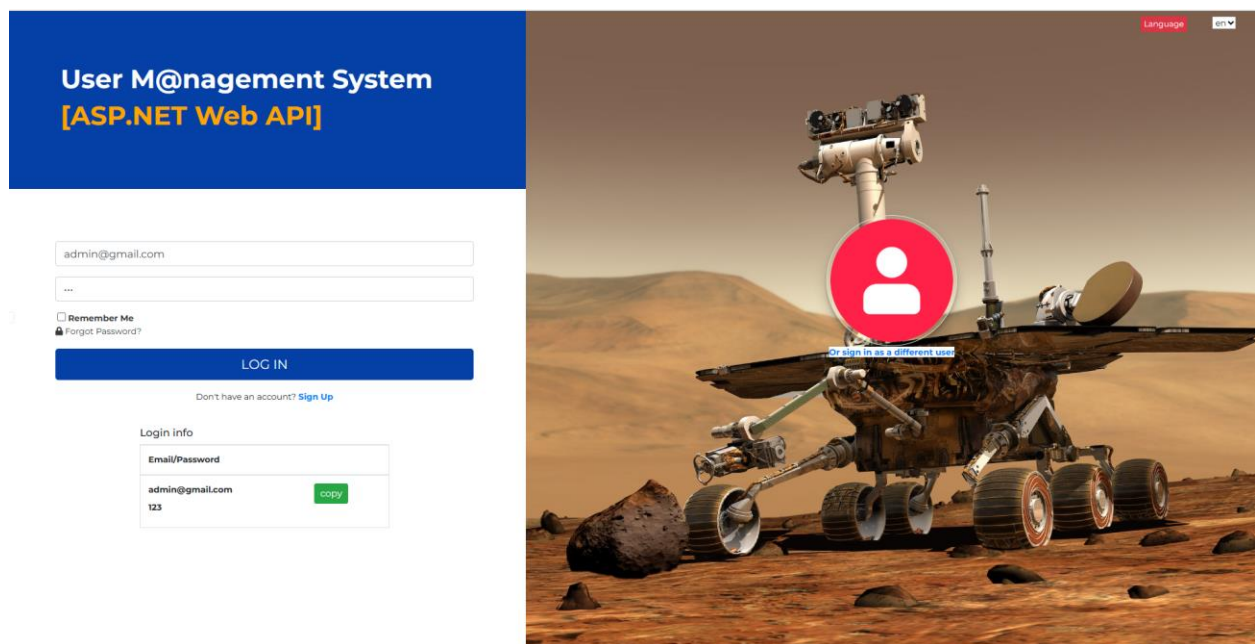 User M@nagement System
[ASP.NET Web API]
Language
en
admin@gmail.com
...
Remember Me
Forgot Password?
LOG IN
Don't have an account? Sign Up
Login info
Email/Password
admin@gmail.com
copy
123
Or sign in as a different user